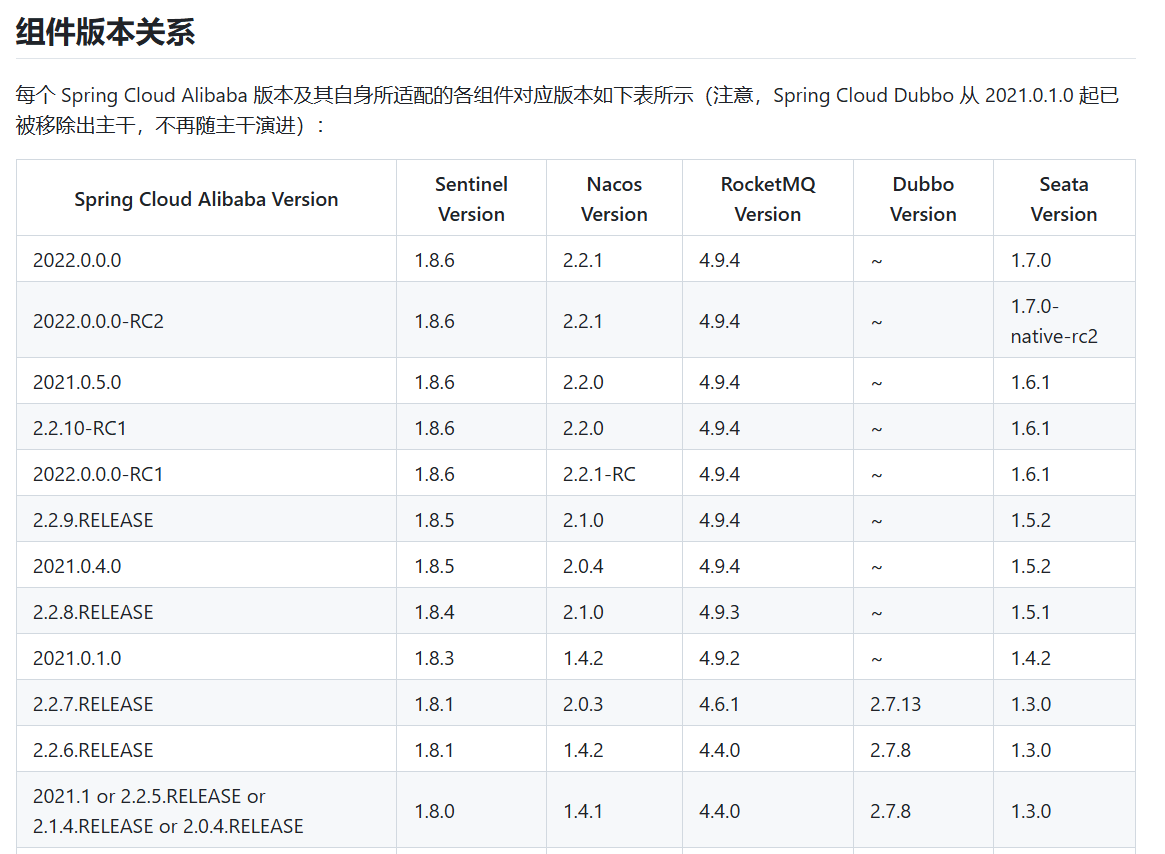 组件版本关系
每个 Spring Cloud Alibaba 版本及其自身所适配的各组件对应版本如下表所示（注意，Spring Cloud Dubbo 从 2021.0.1.0 起已
被移除出主干，不再随主干演进）：
Spring Cloud Alibaba Version Sentinel Version Nacos Version RocketMQ Version Dubbo Version Seata Version
2022.0.0.0 1.8.6 2.2.1 4.9.4 ~ 1.7.0
2022.0.0.0-RC2 1.8.6 2.2.1 4.9.4 ~ 1.7.0-native-rc2
2021.0.5.0 1.8.6 2.2.0 4.9.4 ~ 1.6.1
2.2.10-RC1 1.8.6 2.2.0 4.9.4 ~ 1.6.1
2022.0.0.0-RC1 1.8.6 2.2.1-RC 4.9.4 ~ 1.6.1
2.2.9.RELEASE 1.8.5 2.1.0 4.9.4 ~ 1.5.2
2021.0.4.0 1.8.5 2.0.4 4.9.4 ~ 1.5.2
2.2.8.RELEASE 1.8.4 2.1.0 4.9.3 ~ 1.5.1
2021.0.1.0 1.8.3 1.4.2 4.9.2 ~ 1.4.2
2.2.7.RELEASE 1.8.1 2.0.3 4.6.1 2.7.13 1.3.0
2.2.6.RELEASE 1.8.1 1.4.2 4.4.0 2.7.8 1.3.0
2021.1 or 2.2.5.RELEASE or 2.1.4.RELEASE or 2.0.4.RELEASE 1.8.0 1.4.1 4.4.0 2.7.8 1.3.0